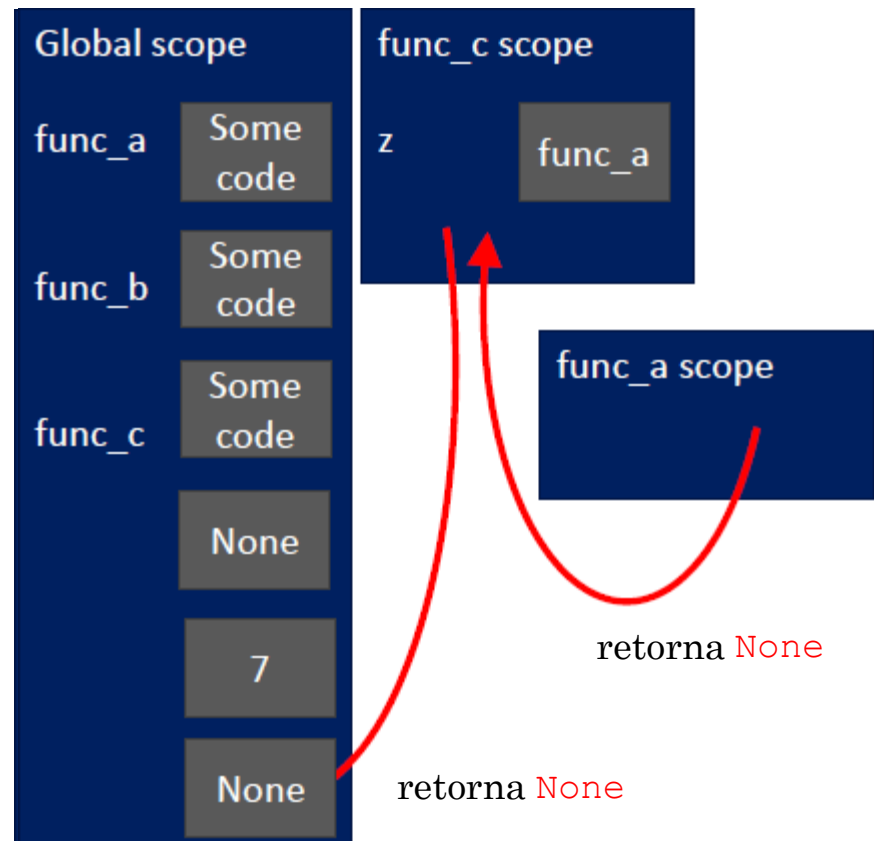 Global scope
func_a
Some
code
func_b
Some
code
func_c
Some
code
None
7
None
func_c scope
z
func_a
func_a scope
retorna None
retorna None